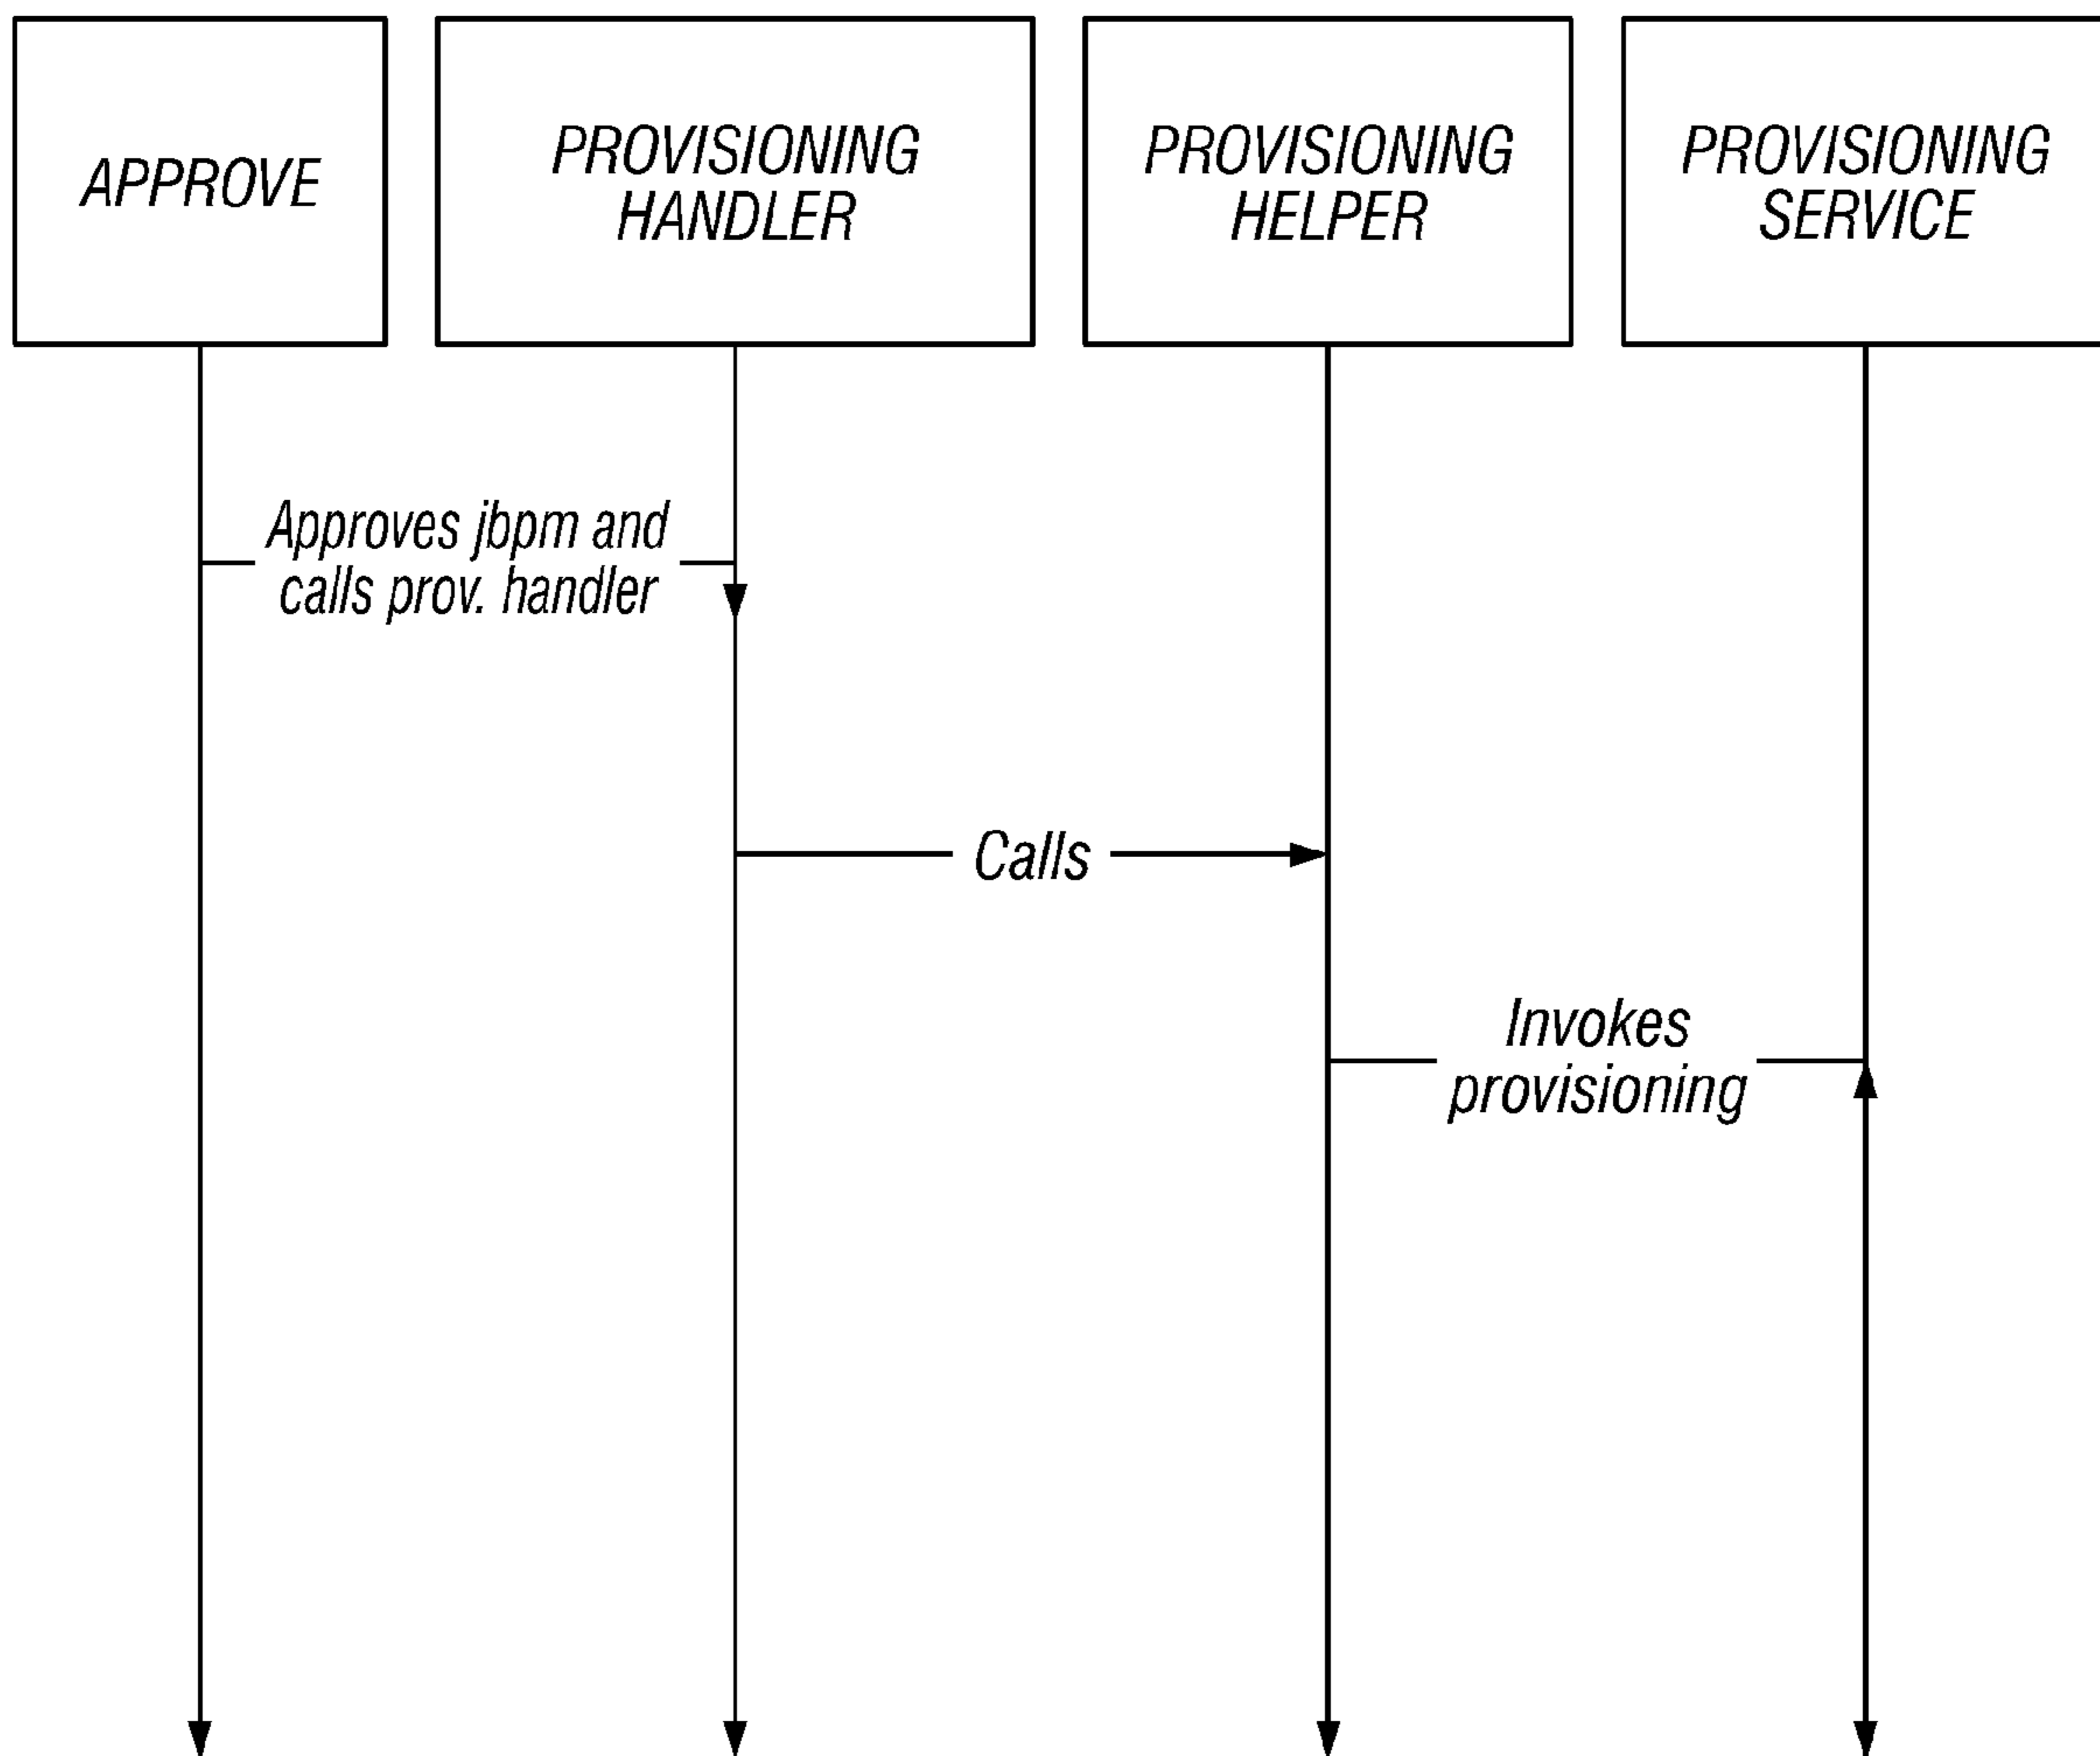 APPROVE
PROVISIONING
HANDLER
PROVISIONING
HELPER
PROVISIONING
SERVICE
Approves jbpm and
calls prov. handler
Calls
Invokes
provisioning